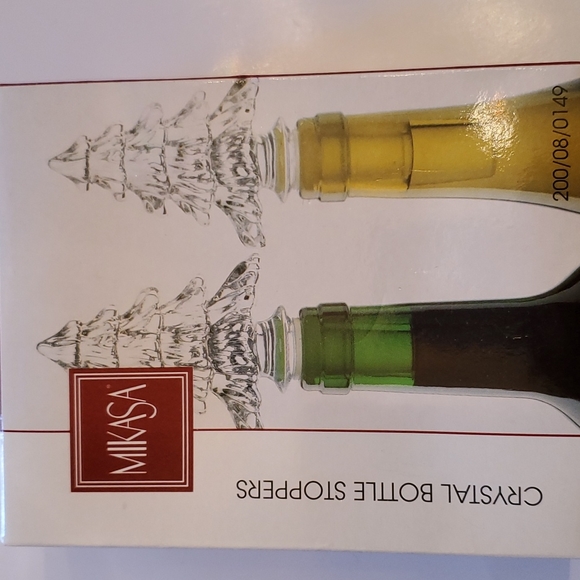 MIKASA®
CRYSTAL BOTTLE STOPPERS
200/08/0149